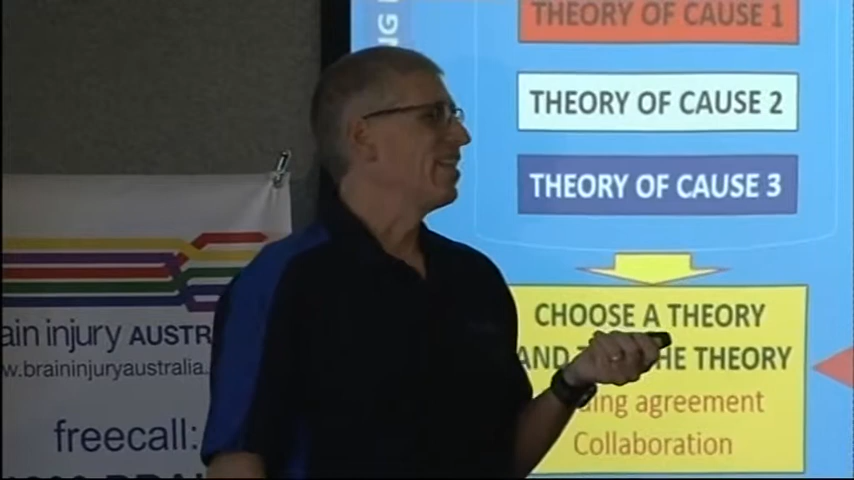 THEORY OF CAUSE 1
THEORY OF CAUSE 2
THEORY OF CAUSE 3
CHOOSE A THEORY
AND THE THEORY
agreement
Collaboration
injury AUSTR
www.braininjuryaustralia.
freecall: